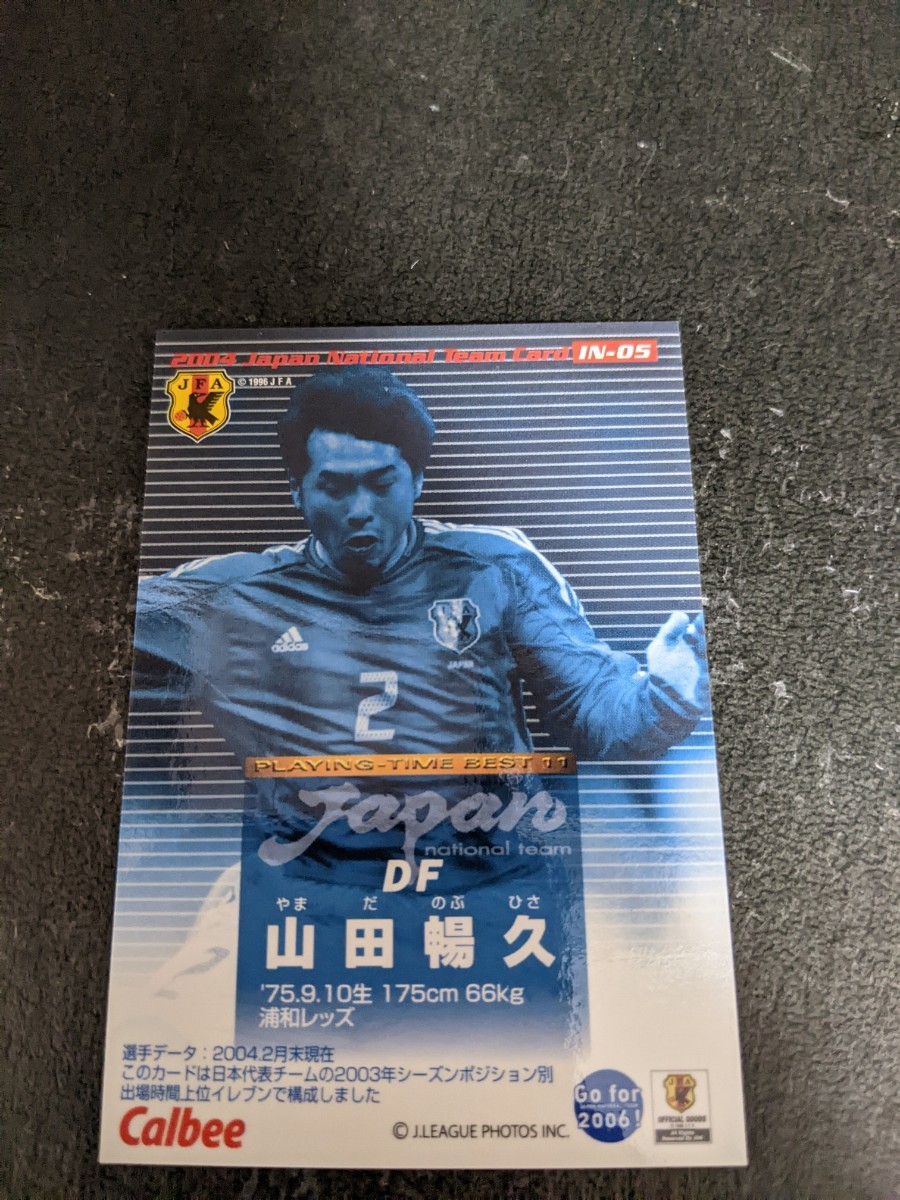 2004 Japan National Team Card IN-05
JFA
© 1996 J F A
JFA
adidas
JAPAN
2
PLAYING-TIME BEST 11
Japan
national team
DF
やま だ のぶ ひさ
山田暢久
'75.9.10生 175cm 66kg
浦和レッズ
選手データ：2004.2月末現在
このカードは日本代表チームの2003年シーズンポジション別
出場時間上位イレブンで構成しました
Calbee
© J.LEAGUE PHOTOS INC.
Go for
2006!
OFFICIAL GOODS